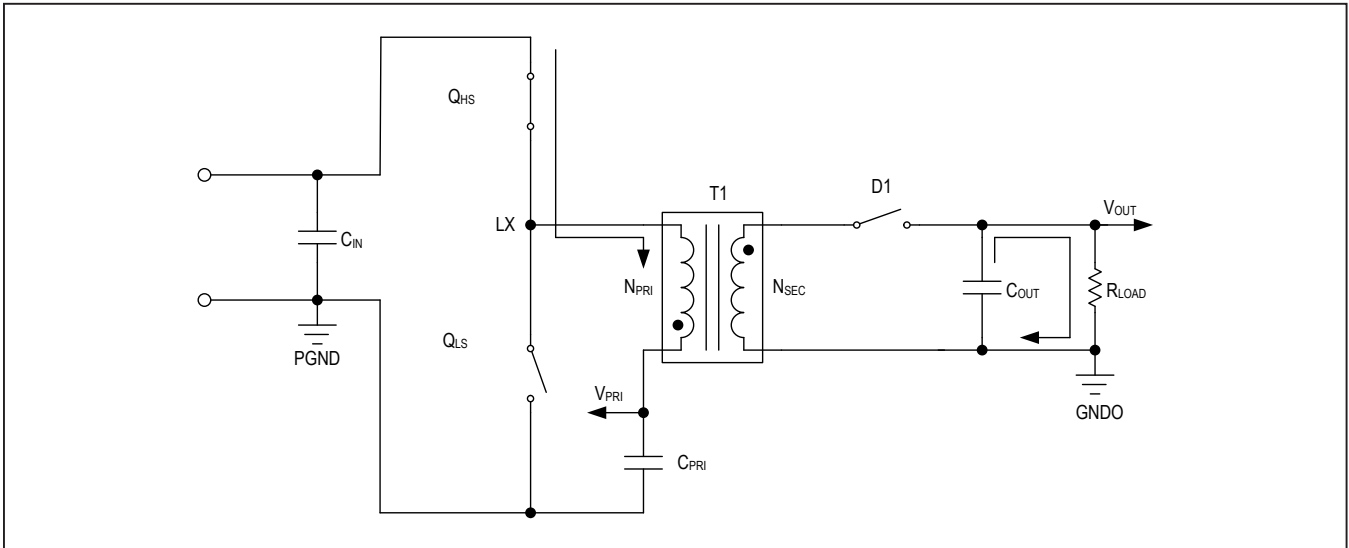 QHS
T1
D1
VOUT
LX
CIN
NPRI
NSEC
COUT
RLOAD
PGND
QLS
VPRI
GNDO
CPRI